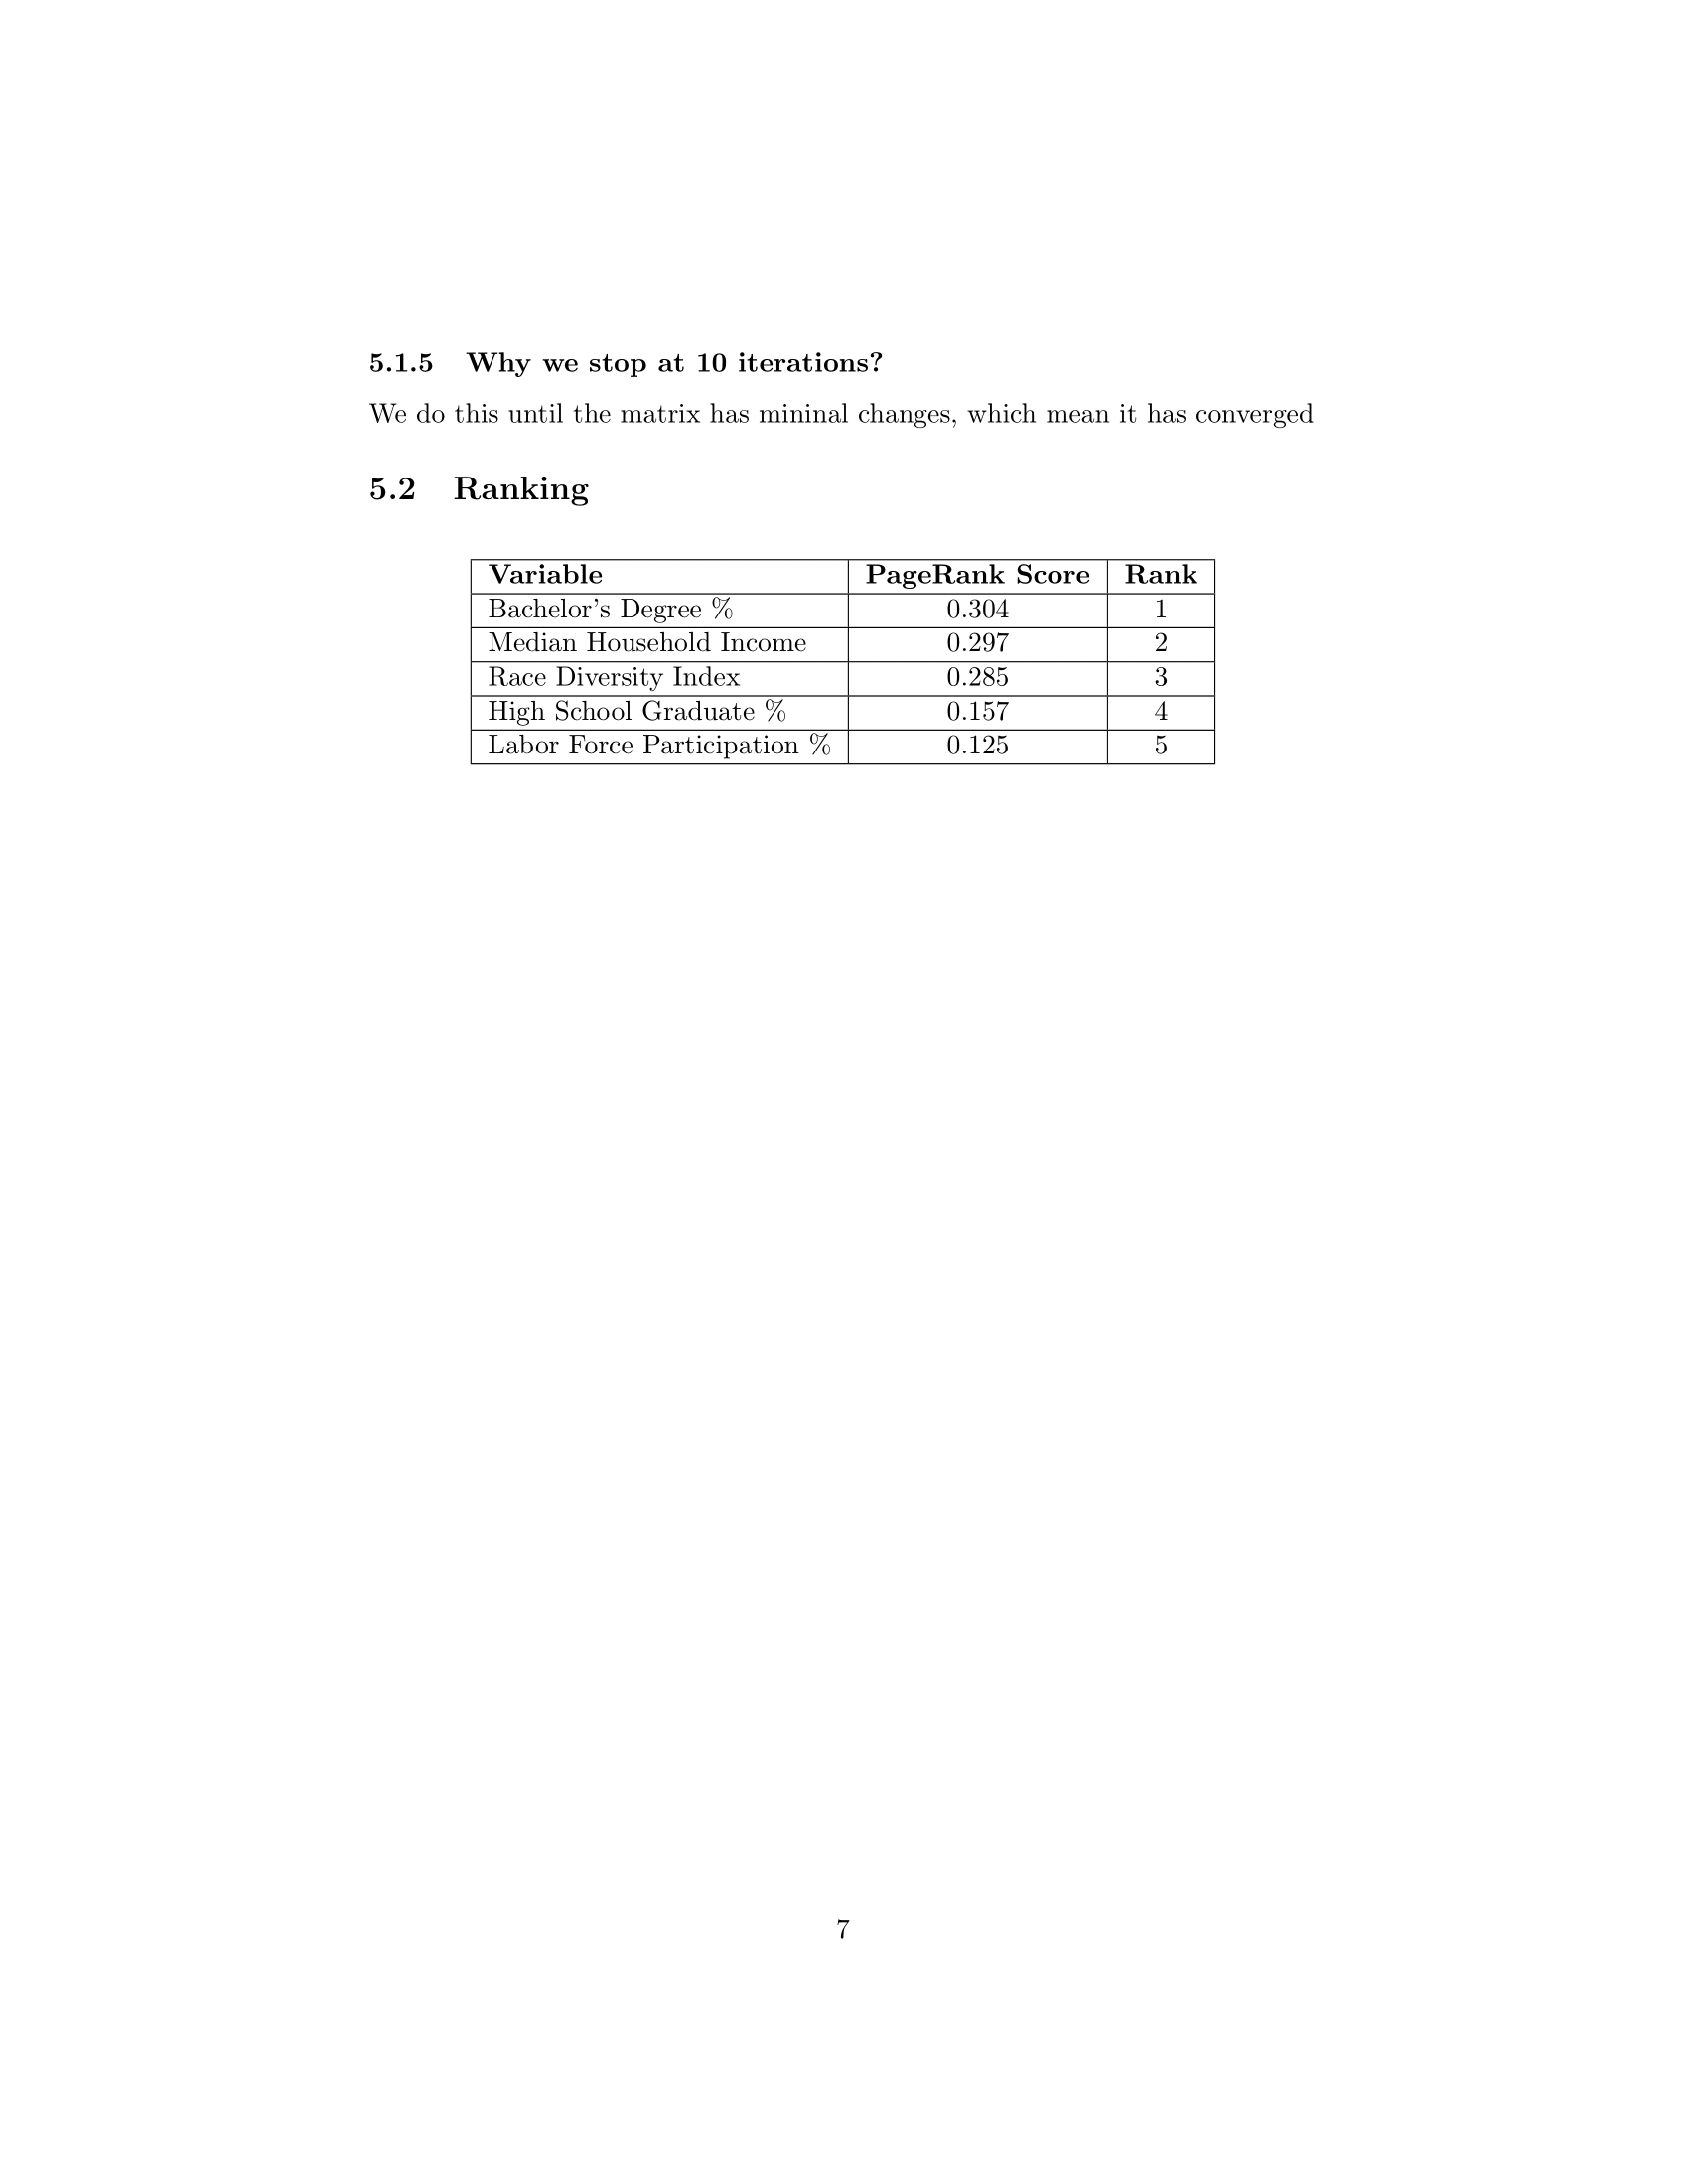 5.1.5 Why we stop at 10 iterations?
We do this until the matrix has mininal changes, which mean it has converged
5.2 Ranking
Variable PageRank Score Rank
Bachelor's Degree % 0.304 1
Median Household Income 0.297 2
Race Diversity Index 0.285 3
High School Graduate % 0.157 4
Labor Force Participation % 0.125 5
7